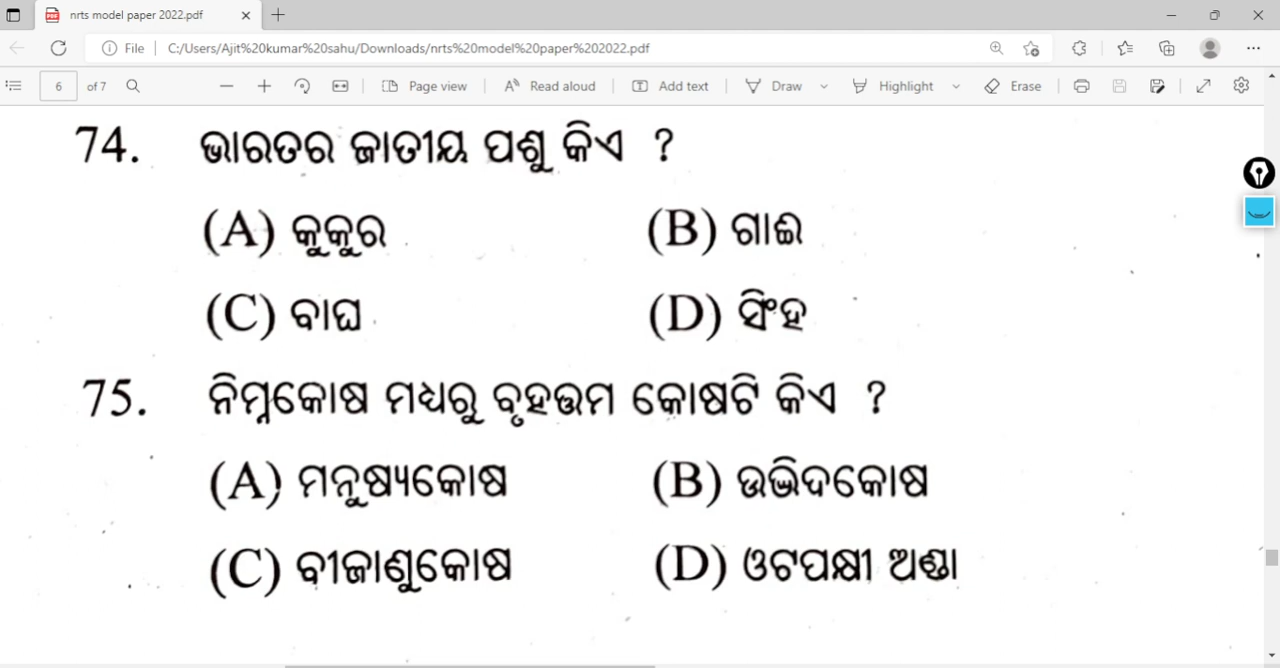 nrts model paper 2022.pdf
File C:/Users/Ajit%20kumar%20sahu/Downloads/nrts%20model%20paper%202022.pdf
6 of 7 Page view Read aloud Add text Draw Highlight Erase
74. ଭାରତର ଜାତୀୟ ପଶୁ କିଏ ?
(A) କୁକୁର (B) ଗାଈ
(C) ବାଘ (D) ସିଂହ
75. ନିମ୍ନକୋଷ ମଧ୍ୟରୁ ବୃହତ୍ତମ କୋଷଟି କିଏ ?
(A) ମନୁଷ୍ୟକୋଷ (B) ଉଦ୍ଭିଦକୋଷ
(C) ବୀଜାଣୁକୋଷ (D) ଓଟପକ୍ଷୀ ଅଣ୍ଡା